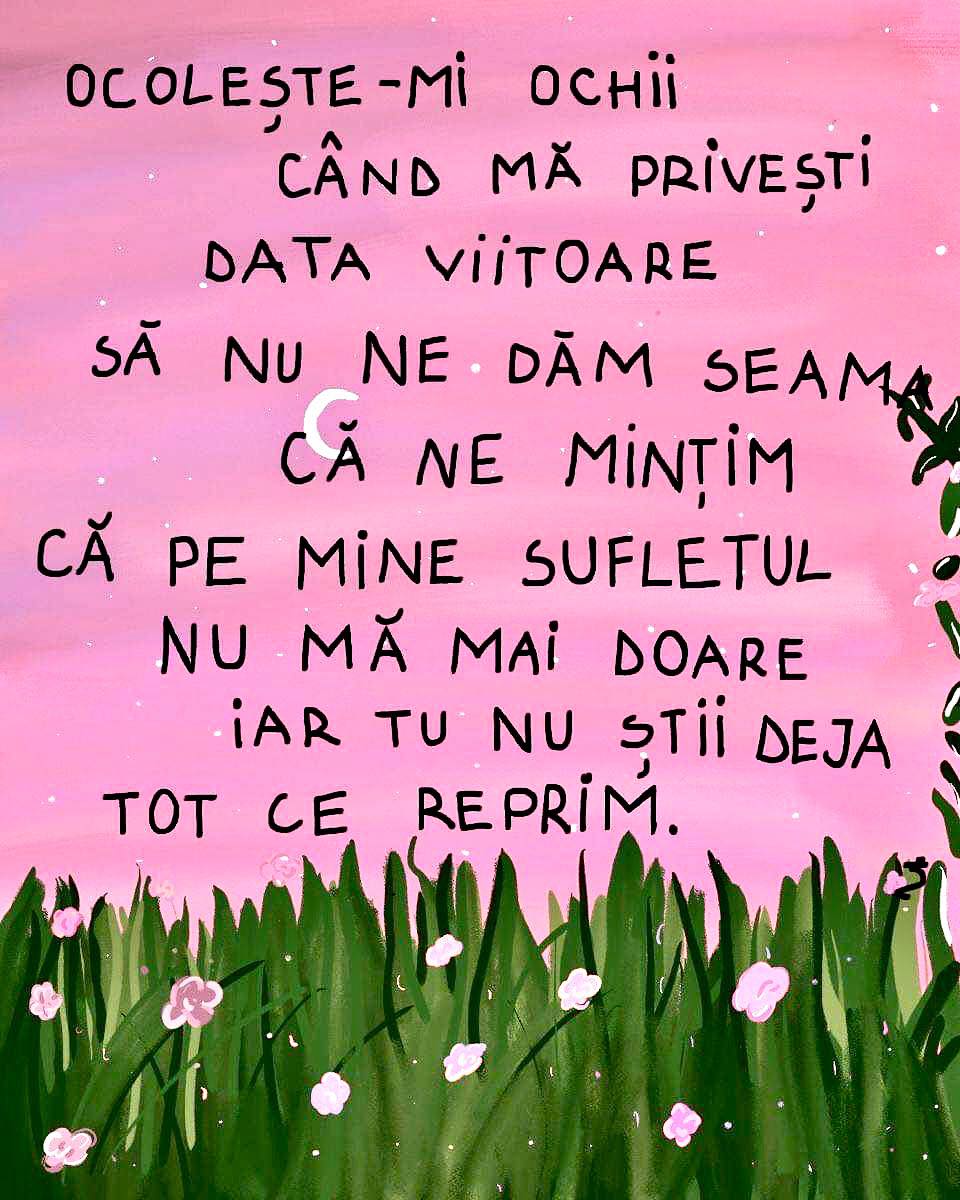 OCOLEȘTE-Mi OCHii
CÂND MĂ PRiVEȘTi
DATA ViiTOARE
SĂ NU NE DĂM SEAMA
CĂ NE MiNȚiM
CĂ PE MiNE SUFLETUL
NU MĂ MAi DOARE
iAR TU NU ȘTii DEJA
TOT CE REPRiM.